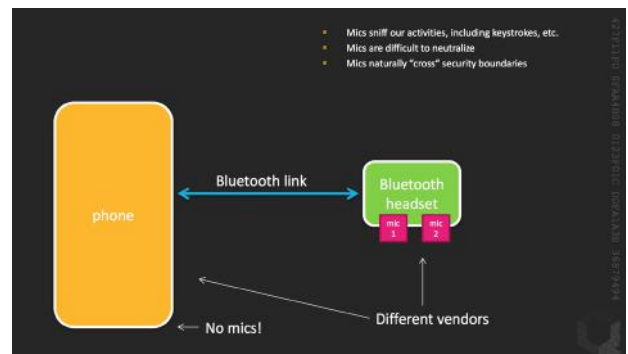 Mics sniff our activities, including keystrokes, etc.
Mics are difficult to neutralize
Mics naturally “cross” security boundaries
Bluetooth link
Bluetooth
headset
phone
mic
1
mic
2
Different vendors
No mics!